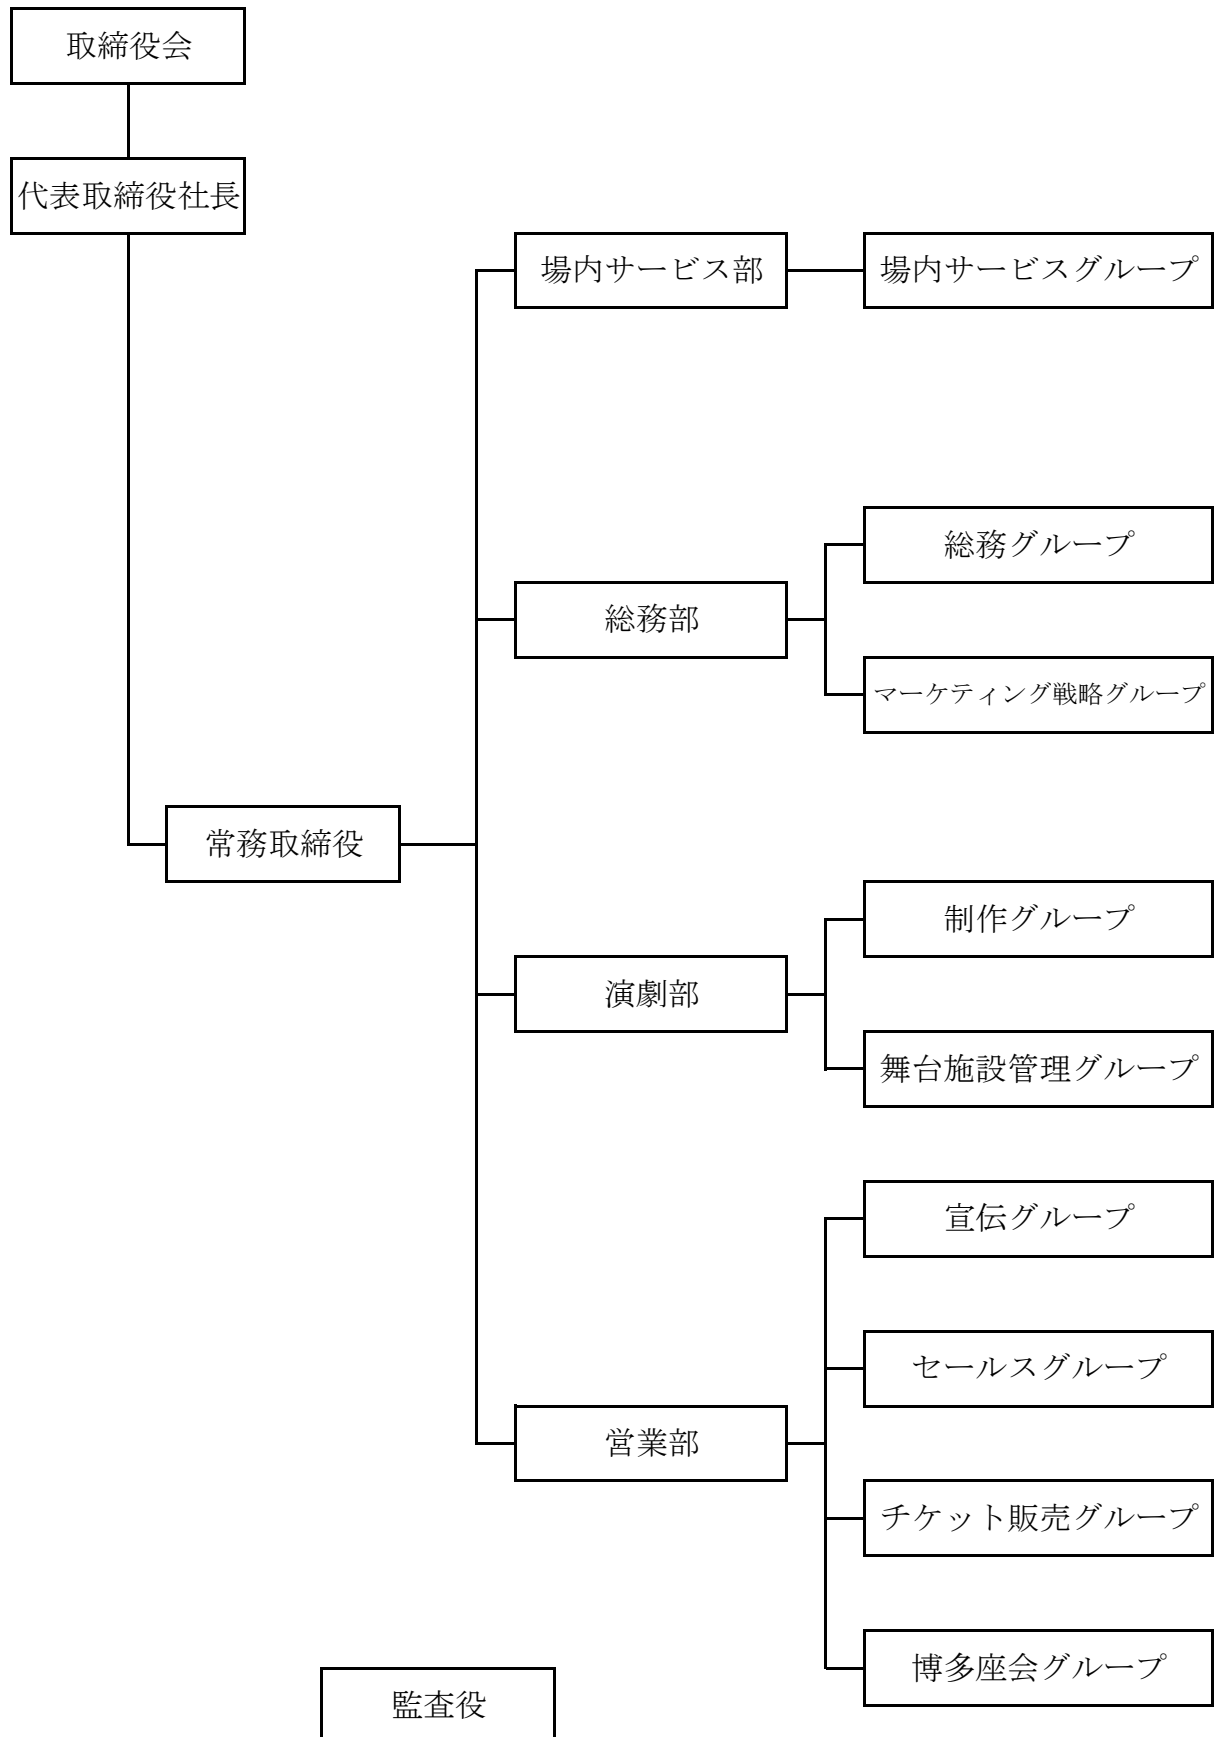 取締役会
代表取締役社長
場内サービス部
場内サービスグループ
総務グループ
総務部
マーケティング戦略グループ
常務取締役
制作グループ
演劇部
舞台施設管理グループ
宣伝グループ
セールスグループ
営業部
チケット販売グループ
博多座会グループ
監査役